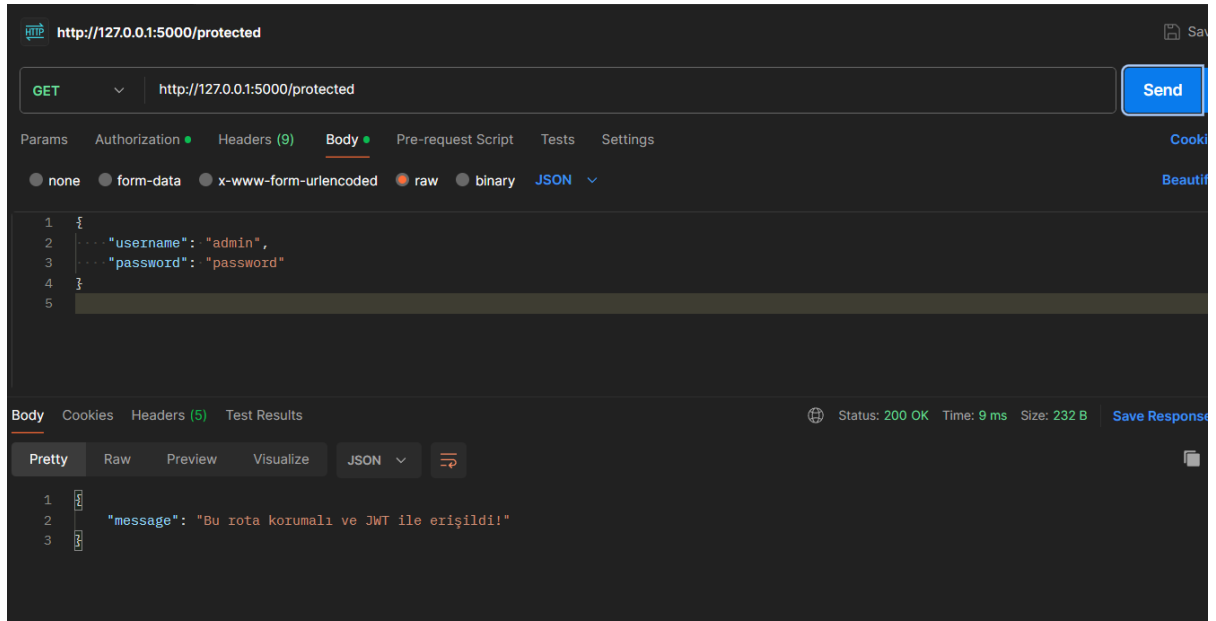 HTTP http://127.0.0.1:5000/protected Sav
GET http://127.0.0.1:5000/protected Send
Params Authorization Headers (9) Body Pre-request Script Tests Settings Cooki
none form-data x-www-form-urlencoded raw binary JSON Beautif
1 {
2 "username": "admin",
3 "password": "password"
4 }
5
Body Cookies Headers (5) Test Results Status: 200 OK Time: 9 ms Size: 232 B Save Response
Pretty Raw Preview Visualize JSON
1 {
2 "message": "Bu rota korumalı ve JWT ile erişildi!"
3 }